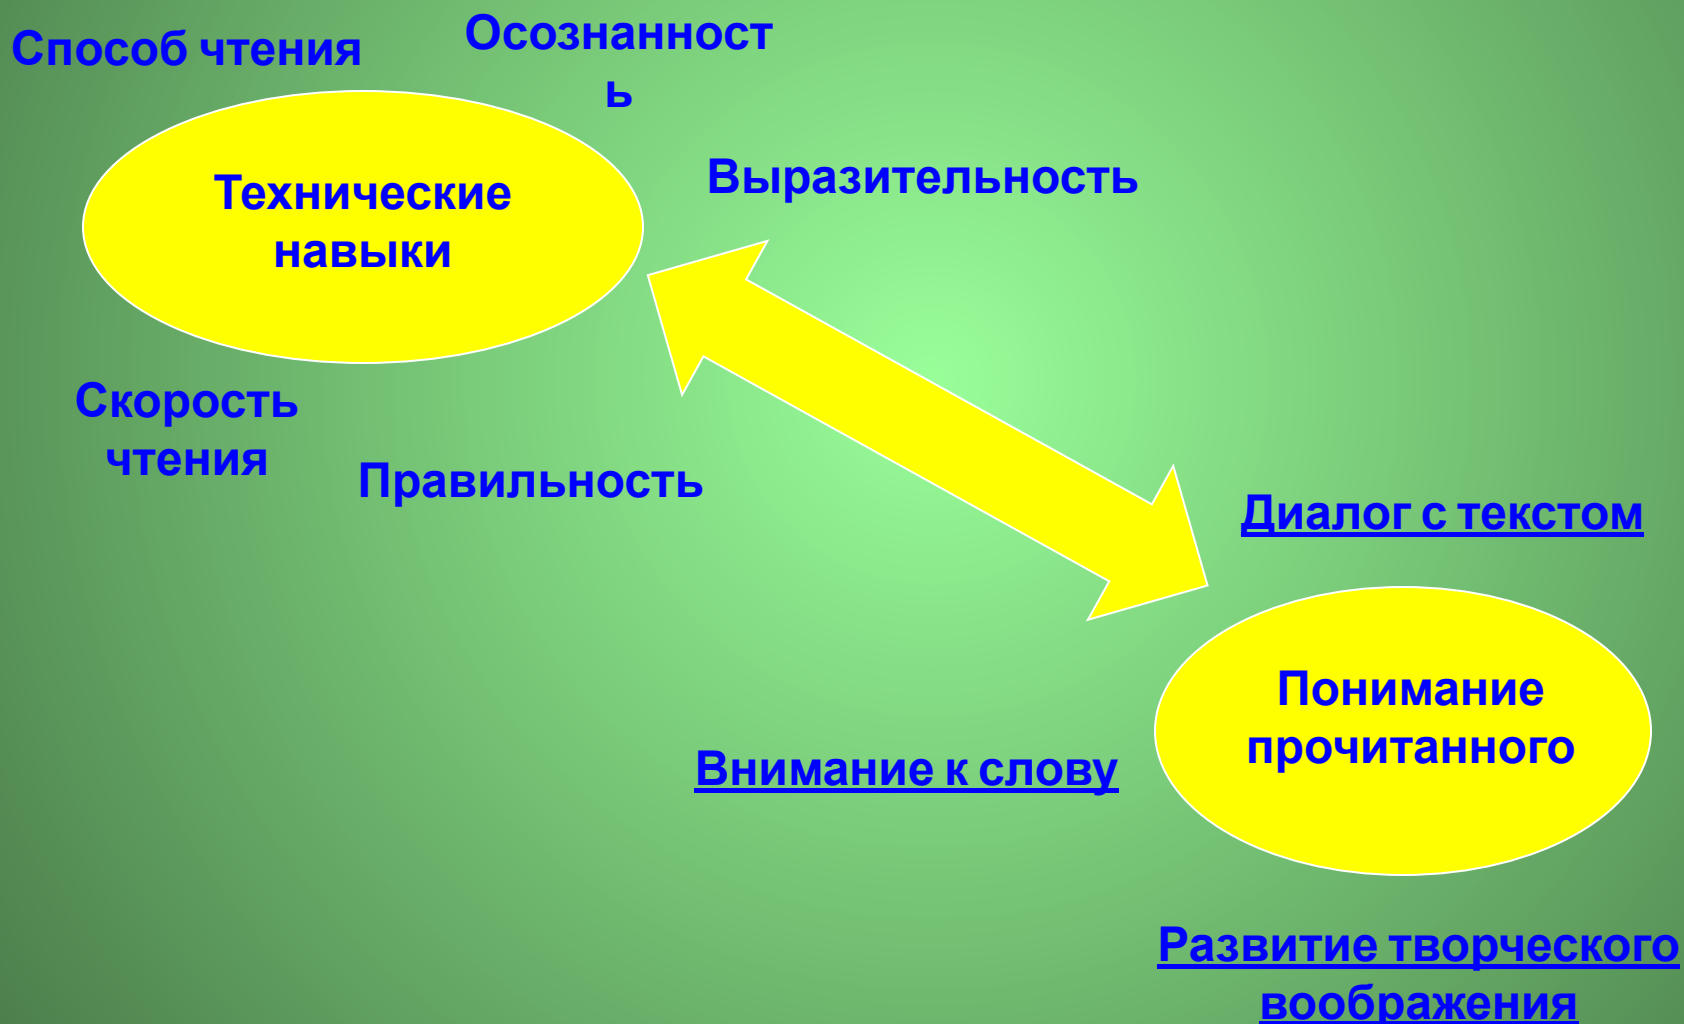 Способ чтения
Осознанност
ь
Технические
навыки
Выразительность
Скорость
чтения
Правильность
Диалог с текстом
Понимание
прочитанного
Внимание к слову
Развитие творческого
воображения